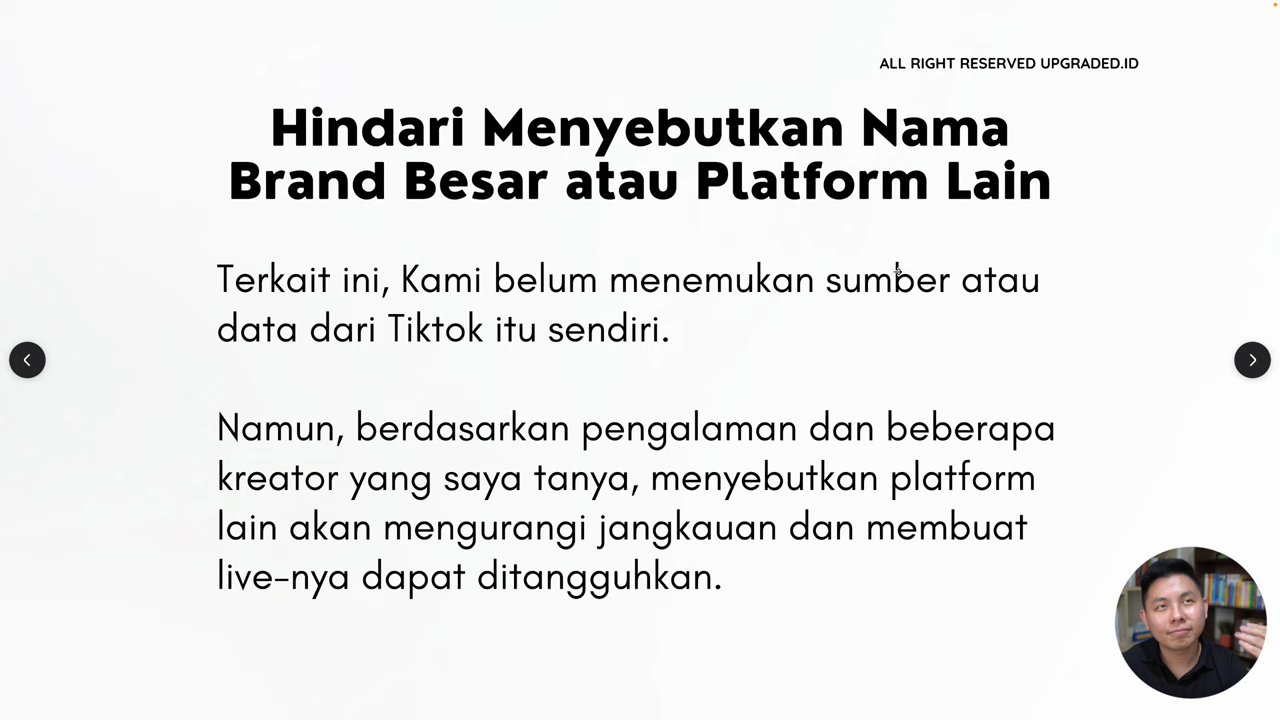 ALL RIGHT RESERVED UPGRADED.ID
Hindari Menyebutkan Nama
Brand Besar atau Platform Lain
Terkait ini, Kami belum menemukan sumber atau
data dari Tiktok itu sendiri.
Namun, berdasarkan pengalaman dan beberapa
kreator yang saya tanya, menyebutkan platform
lain akan mengurangi jangkauan dan membuat
live-nya dapat ditangguhkan.